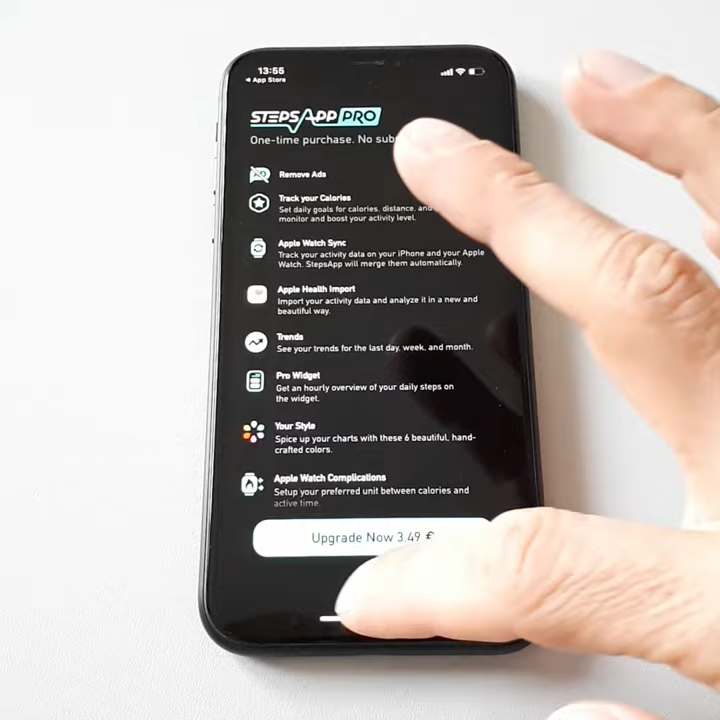 13:55
◂ App Store
STEPSAPP PRO
One-time purchase. No
Remove Ads
Track your Calories
Set daily goals for calories, distance, and
monitor and boost your activity level.
Apple Watch Sync
Track your activity data on your iPhone and your Apple
Watch. StepsApp will merge them automatically.
Apple Health Import
Import your activity data and analyze it in a new and
beautiful way.
Trends
See your trends for the last day, week, and month.
Pro Widget
Get an hourly overview of your daily steps on
the widget.
Your Style
Spice up your charts with these 6 beautiful, hand-
crafted colors.
Apple Watch Complications
Setup your preferred unit between calories and
active time.
Upgrade Now 3.49 €